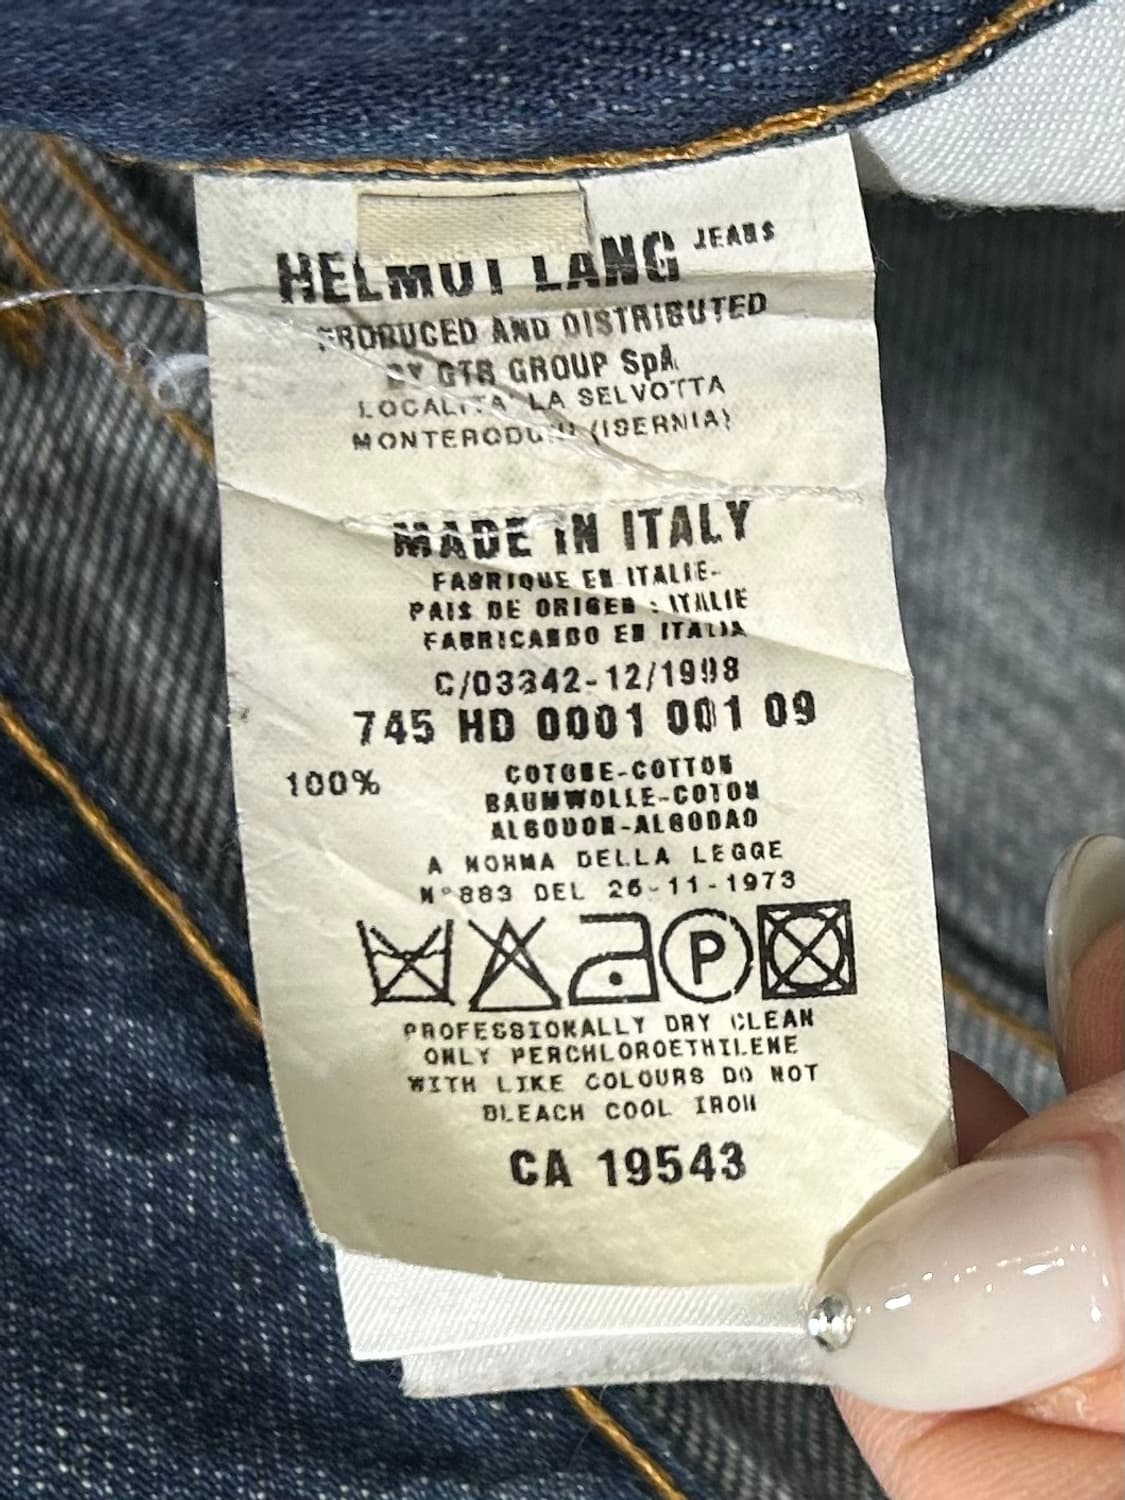 HELMUT LANG JEANS
PRODUCED AND DISTRIBUTED
BY GTR GROUP SpA
LOCALITA' LA SELVOTTA
MONTERODUNI (ISERNIA)
MADE IN ITALY
FABRIQUE EN ITALIE-
PAIS DE ORIGEN : ITALIE
FABRICANDO EN ITALIA
C/03342-12/1998
745 HD 0001 001 09
100% COTONE-COTTON
BAUMWOLLE-COTON
ALGODON-ALGODAO
A NORMA DELLA LEGGE
N°883 DEL 26-11-1973
P
PROFESSIONALLY DRY CLEAN
ONLY PERCHLOROETHILENE
WITH LIKE COLOURS DO NOT
BLEACH COOL IRON
CA 19543